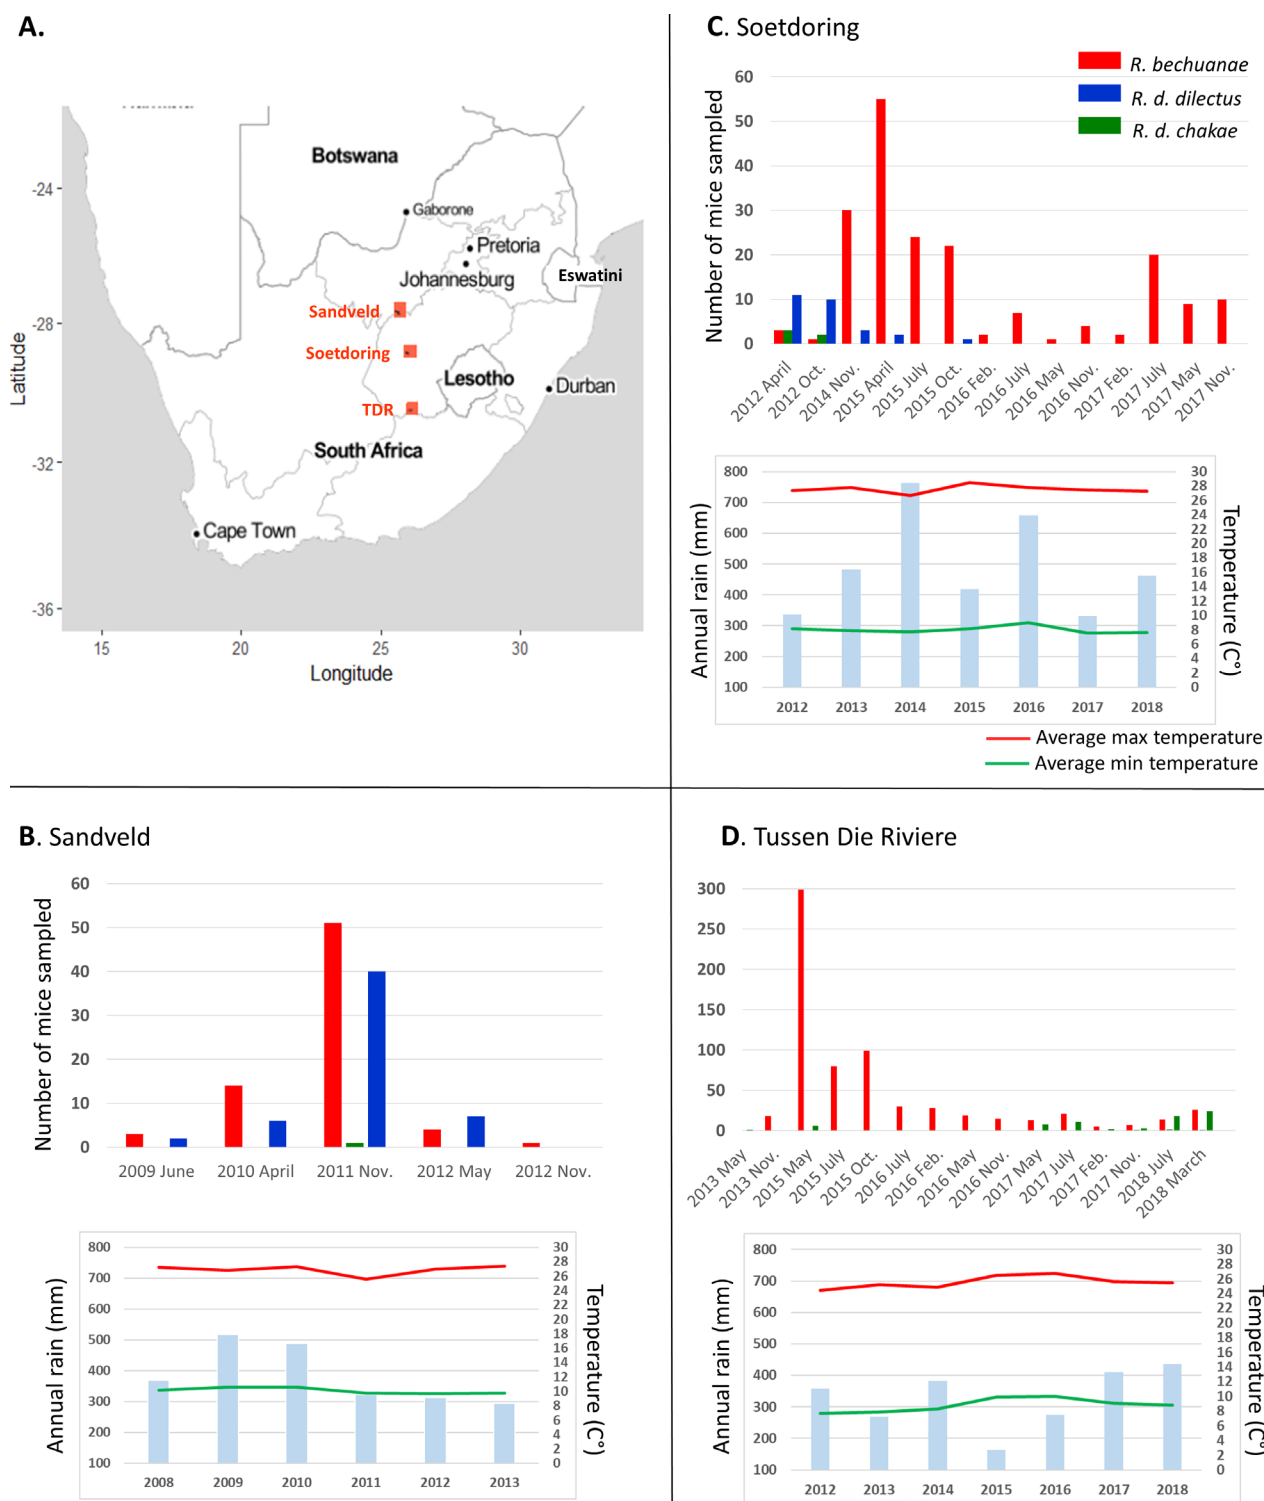 A.
-24
-28
-32
-36
Latitude
15
20
25
30
Longitude
Botswana
Gaborone
Pretoria
Johannesburg
Eswatini
Sandveld
Soetdoring
Lesotho
Durban
TDR
South Africa
Cape Town
C. Soetdoring
R. bechuanae
R. d. dilectus
R. d. chakae
Number of mice sampled
60
50
40
30
20
10
0
2012 April
2012 Oct.
2014 Nov.
2015 April
2015 July
2015 Oct.
2016 Feb.
2016 July
2016 May
2016 Nov.
2017 Feb.
2017 July
2017 May
2017 Nov.
Annual rain (mm)
800
700
600
500
400
300
200
100
30
28
26
24
22
20
18
16
14
12
10
8
6
4
2
0
Temperature (C°)
2012
2013
2014
2015
2016
2017
2018
Average max temperature
Average min temperature
B. Sandveld
Number of mice sampled
60
50
40
30
20
10
0
2009 June
2010 April
2011 Nov.
2012 May
2012 Nov.
Annual rain (mm)
800
700
600
500
400
300
200
100
30
28
26
24
22
20
18
16
14
12
10
8
6
4
2
0
Temperature (C°)
2008
2009
2010
2011
2012
2013
D. Tussen Die Riviere
300
250
200
150
100
50
0
2013 May
2013 Nov.
2015 May
2015 July
2015 Oct.
2016 July
2016 Feb.
2016 May
2016 Nov.
2017 May
2017 July
2017 Feb.
2017 Nov.
2018 July
2018 March
Annual rain (mm)
800
700
600
500
400
300
200
100
30
28
26
24
22
20
18
16
14
12
10
8
6
4
2
0
Temperature (C°)
2012
2013
2014
2015
2016
2017
2018